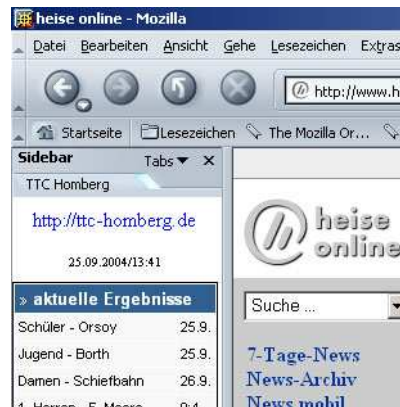 heise online - Mozilla
Datei Bearbeiten Ansicht Gehe Lesezeichen Extras
http://www.h
Startseite Lesezeichen The Mozilla Or...
Sidebar Tabs
TTC Homberg
http://ttc-homberg.de
25.09.2004/13:41
» aktuelle Ergebnisse
Schüler - Orsoy 25.9.
Jugend - Borth 25.9.
Damen - Schiefbahn 26.9.
heise
online
Suche ...
7-Tage-News
News-Archiv
News mobil